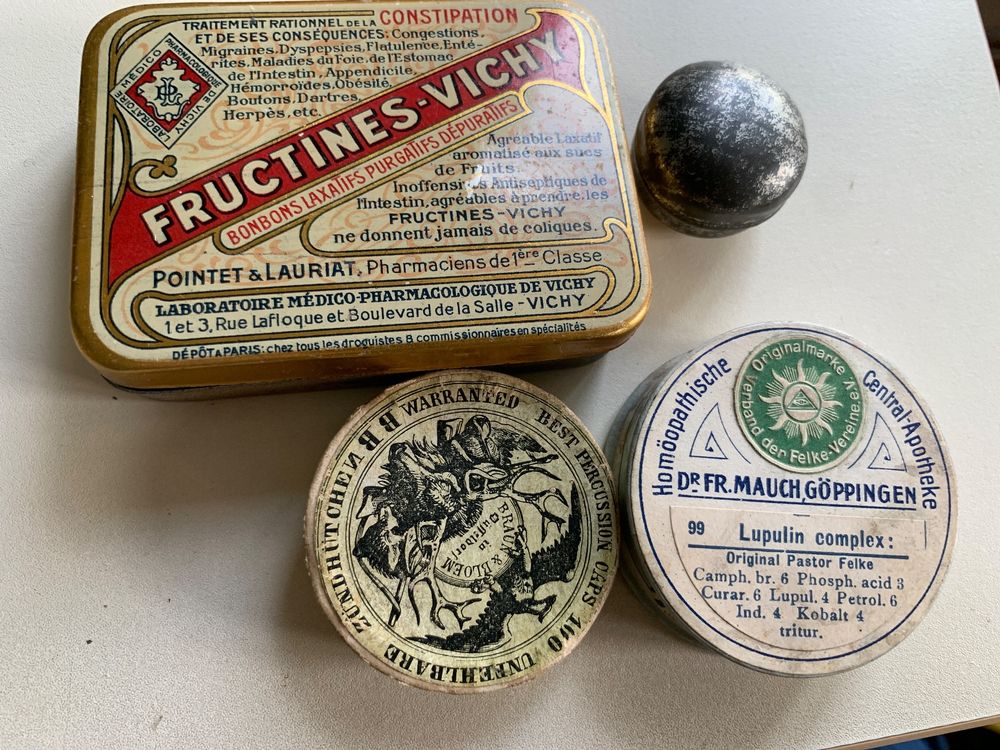 TRAITEMENT RATIONNEL DE LA CONSTIPATION
ET DE SES CONSÉQUENCES: Congestions,
Migraines, Dyspepsies, Flatulence, Enté-
rites, Maladies du Foie, de l'Estomac
de l'Intestin, Appendicite,
Hémorroïdes, Obésité,
Boutons, Dartres,
Herpès, etc.
LABORATOIRE MÉDICO
PHARMACOLOGIQUE DE VICHY
FRUCTINES-VICHY
BONBONS LAXATIFS PURGATIFS DÉPURATIFS
Agréable Laxatif
aromatisé aux sucs
de Fruits.
Inoffensifs Antiseptiques de
l'Intestin, agréables à prendre, les
FRUCTINES-VICHY
ne donnent jamais de coliques.
POINTET & LAURIAT, Pharmaciens de 1ère Classe
LABORATOIRE MÉDICO-PHARMACOLOGIQUE DE VICHY
1 et 3, Rue Lafloque et Boulevard de la Salle - VICHY
DÉPÔT A PARIS: chez tous les droguistes & commissionnaires en spécialités
WARRANTED BEST PERCUSSION CAPS
100 UNFEHLBARE ZÜNDHÜTCHEN B B
BRAUN & BLOEM
in
Düsseldorf
Homöopathische Central-Apotheke
Originalmarke
Verband der Felke-Vereine, e.V.
DR FR. MAUCH, GÖPPINGEN
99 Lupulin complex:
Original Pastor Felke
Camph. br. 6 Phosph. acid 3
Curar. 6 Lupul. 4 Petrol. 6
Ind. 4 Kobalt 4
tritur.